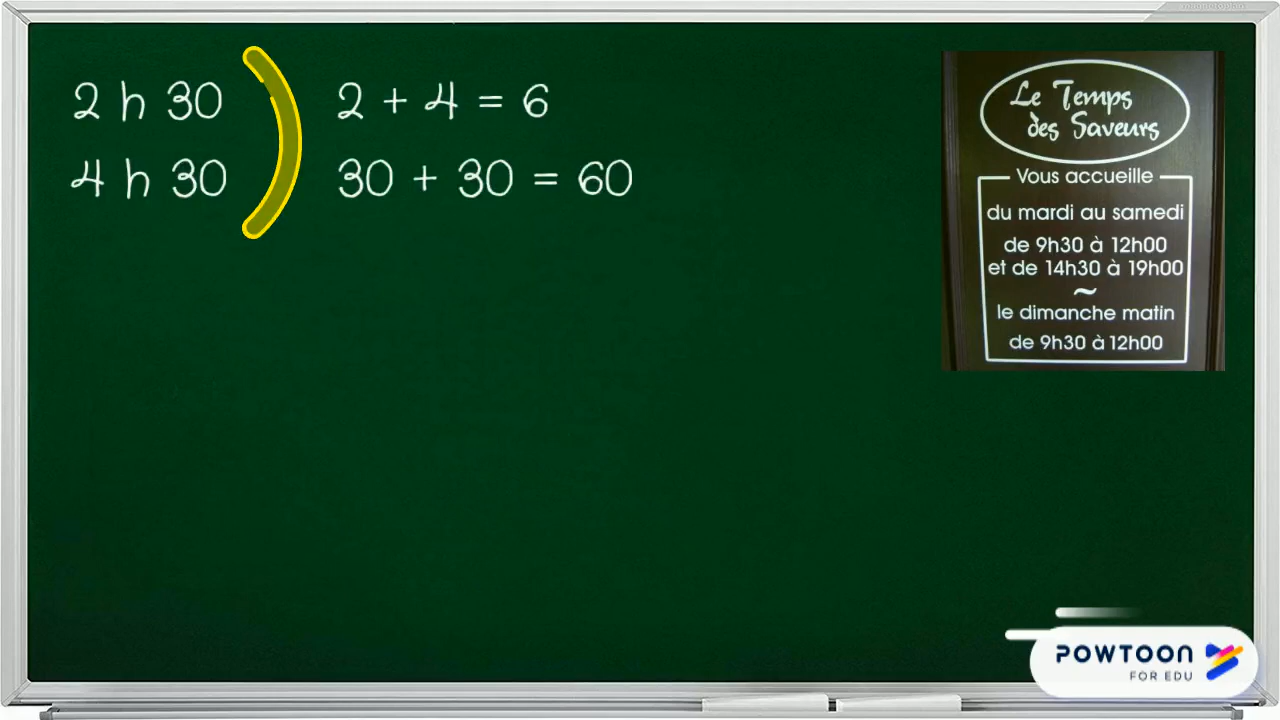 2 h 30
4 h 30
2 + 4 = 6
30 + 30 = 60
Le Temps
des Saveurs
Vous accueille
du mardi au samedi
de 9h30 à 12h00
et de 14h30 à 19h00
~
le dimanche matin
de 9h30 à 12h00
POWTOON
FOR EDU